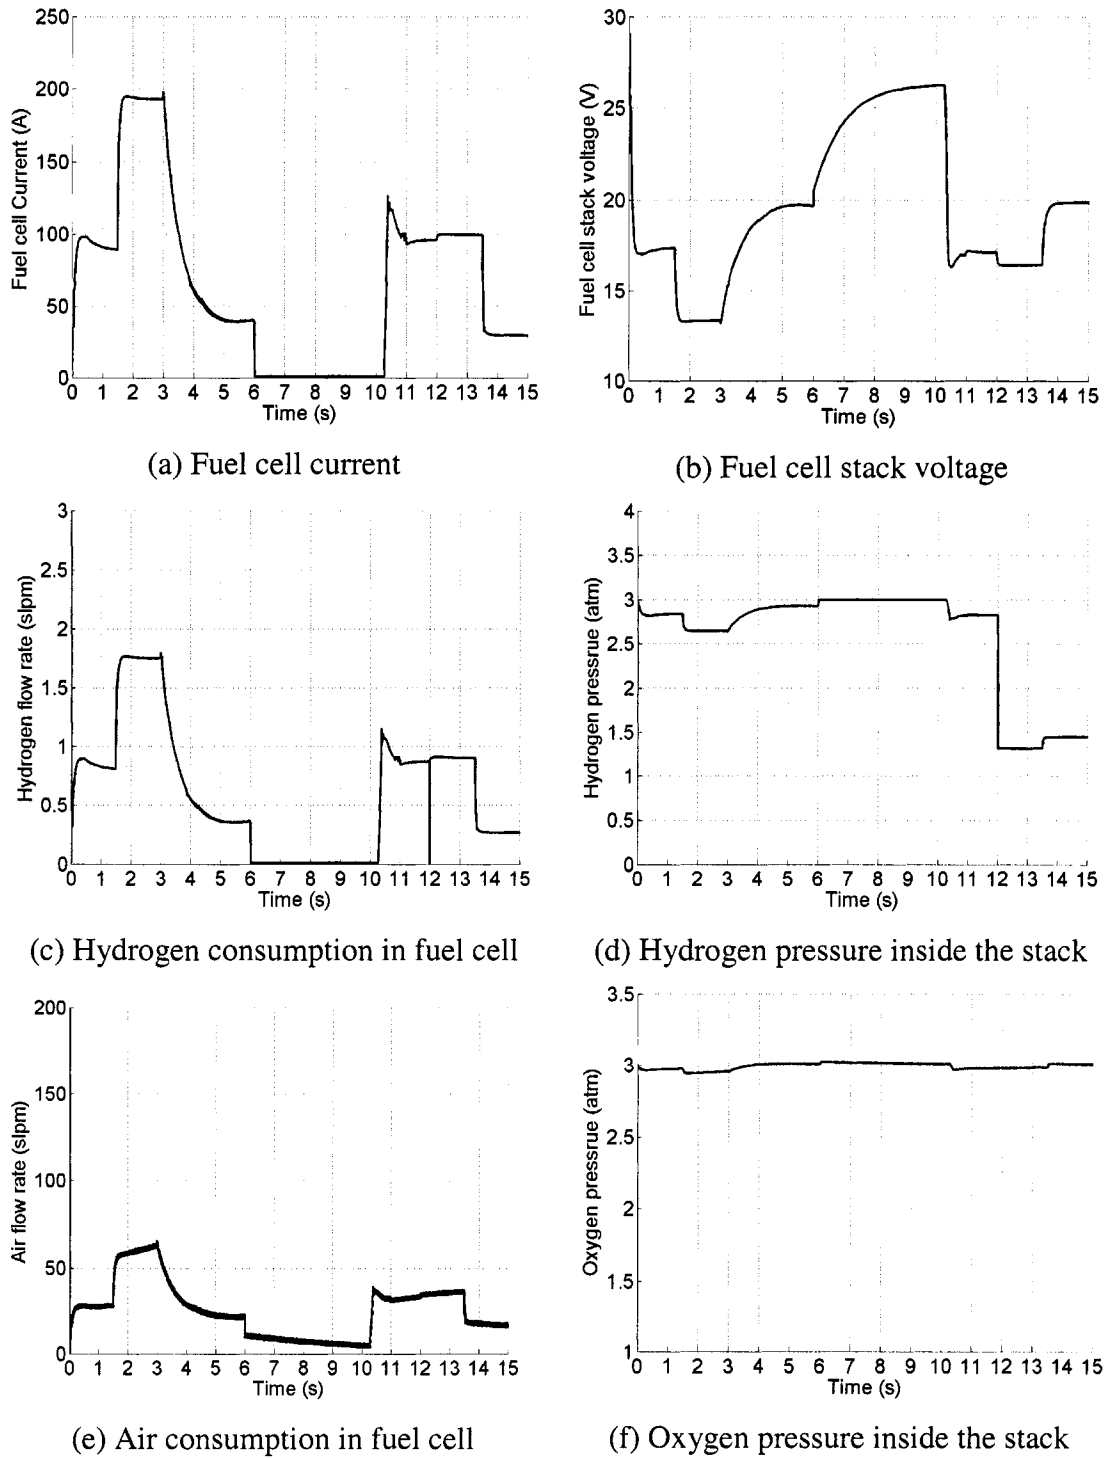 250
200
150
100
50
0
Fuel cell Current (A)
0 1 2 3 4 5 6 7 8 9 10 11 12 13 14 15
Time (s)
(a) Fuel cell current
30
25
20
15
10
Fuel cell stack voltage (V)
0 1 2 3 4 5 6 7 8 9 10 11 12 13 14 15
Time (s)
(b) Fuel cell stack voltage
3
2.5
2
1.5
1
0.5
0
Hydrogen flow rate (slpm)
0 1 2 3 4 5 6 7 8 9 10 11 12 13 14 15
Time (s)
(c) Hydrogen consumption in fuel cell
4
3.5
3
2.5
2
1.5
1
0.5
0
Hydrogen pressrue (atm)
0 1 2 3 4 5 6 7 8 9 10 11 12 13 14 15
Time (s)
(d) Hydrogen pressure inside the stack
200
150
100
50
0
Air flow rate (slpm)
0 1 2 3 4 5 6 7 8 9 10 11 12 13 14 15
Time (s)
(e) Air consumption in fuel cell
3.5
3
2.5
2
1.5
1
Oxygen pressrue (atm)
0 1 2 3 4 5 6 7 8 9 10 11 12 13 14 15
Time (s)
(f) Oxygen pressure inside the stack